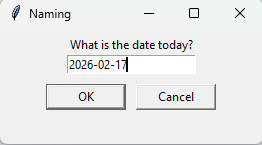 Naming
What is the date today?
2026-02-17
OK
Cancel